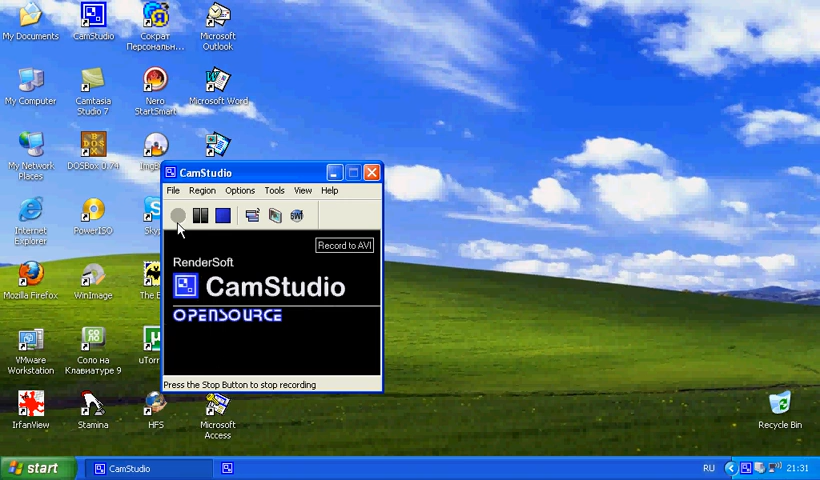 My Documents
CamStudio
Сократ
Персональн...
Microsoft
Outlook
My Computer
Camtasia
Studio 7
Nero
StartSmart
Microsoft Word
My Network
Places
DOSBox 0.74
Internet
Explorer
PowerISO
Mozilla Firefox
WinImage
The B
VMware
Workstation
Соло на
Клавиатуре 9
uTorr
IrfanView
Stamina
HFS
Microsoft
Access
Recycle Bin
CamStudio
File Region Options Tools View Help
Record to AVI
RenderSoft
CamStudio
OPENSOURCE
Press the Stop Button to stop recording
start
CamStudio
RU
21:31